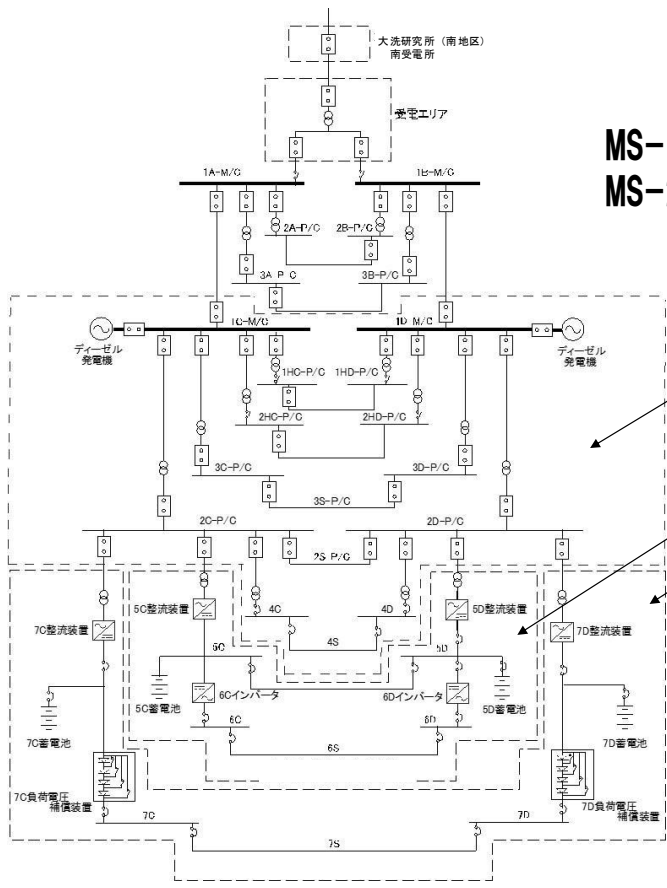 大洗研究所（南地区）
南受電所
受電エリア
MS-
MS-
1A-M/C
1B-M/C
2A-P/C
2B-P/C
3A P C
3B-P/C
1C-M/C
1D M/C
ディーゼル
発電機
ディーゼル
発電機
1HC-P/C
1HD-P/C
2HC-P/C
2HD-P/C
3C-P/C
3D-P/C
3S-P/C
2C-P/C
2D-P/C
2S P/C
4C
4D
4S
7C整流装置
5C整流装置
5D整流装置
7D整流装置
5C
5D
5C蓄電池
6Cインバータ
6Dインバータ
5D蓄電池
7C蓄電池
7D蓄電池
6C
6D
6S
7C負荷電圧
補償装置
7D負荷電圧
補償装置
7C
7D
7S